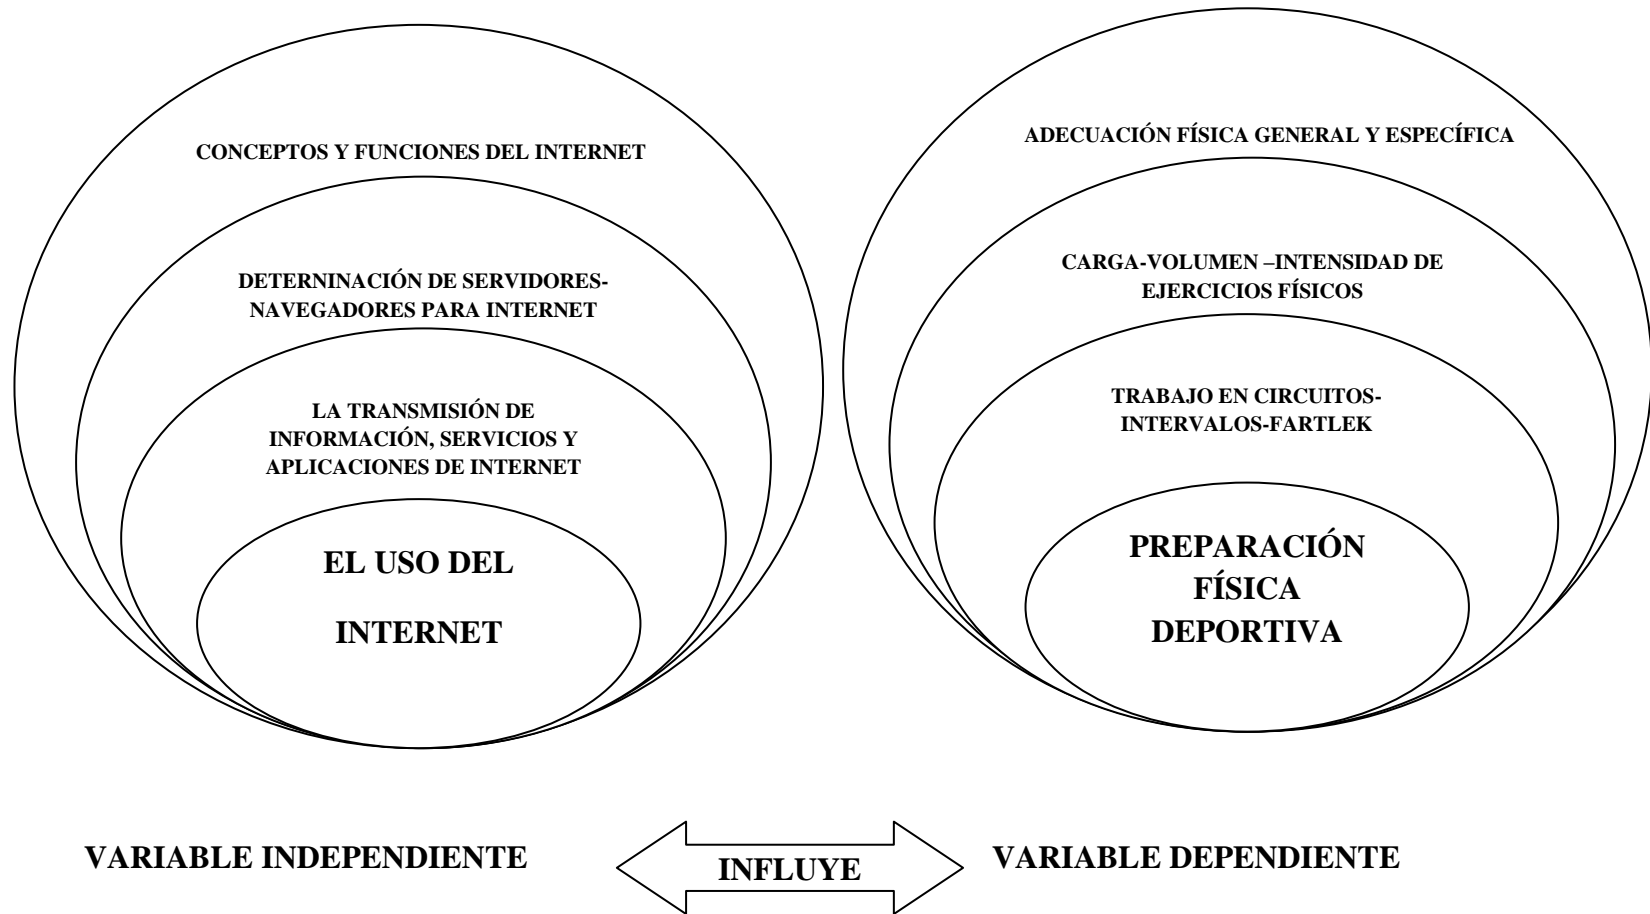 CONCEPTOS Y FUNCIONES DEL INTERNET
DETERNINACIÓN DE SERVIDORES-
NAVEGADORES PARA INTERNET
LA TRANSMISIÓN DE
INFORMACIÓN, SERVICIOS Y
APLICACIONES DE INTERNET
EL USO DEL
INTERNET
ADECUACIÓN FÍSICA GENERAL Y ESPECÍFICA
CARGA-VOLUMEN –INTENSIDAD DE
EJERCICIOS FÍSICOS
TRABAJO EN CIRCUITOS-
INTERVALOS-FARTLEK
PREPARACIÓN
FÍSICA
DEPORTIVA
VARIABLE INDEPENDIENTE
INFLUYE
VARIABLE DEPENDIENTE